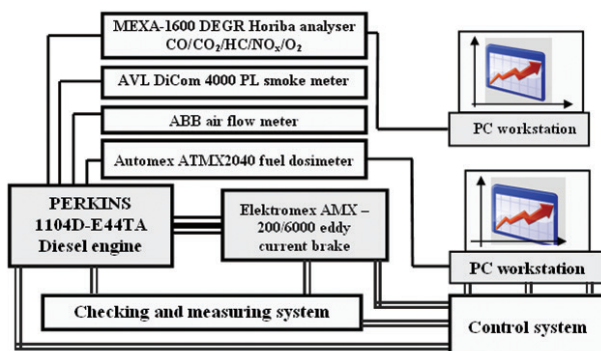 MEXA-1600 DEGR Horiba analyser
CO/CO₂/HC/NOₓ/O₂
AVL DiCom 4000 PL smoke meter
ABB air flow meter
Automex ATMX2040 fuel dosimeter
PC workstation
PERKINS
1104D-E44TA
Diesel engine
Elektromex AMX –
200/6000 eddy
current brake
PC workstation
Checking and measuring system
Control system